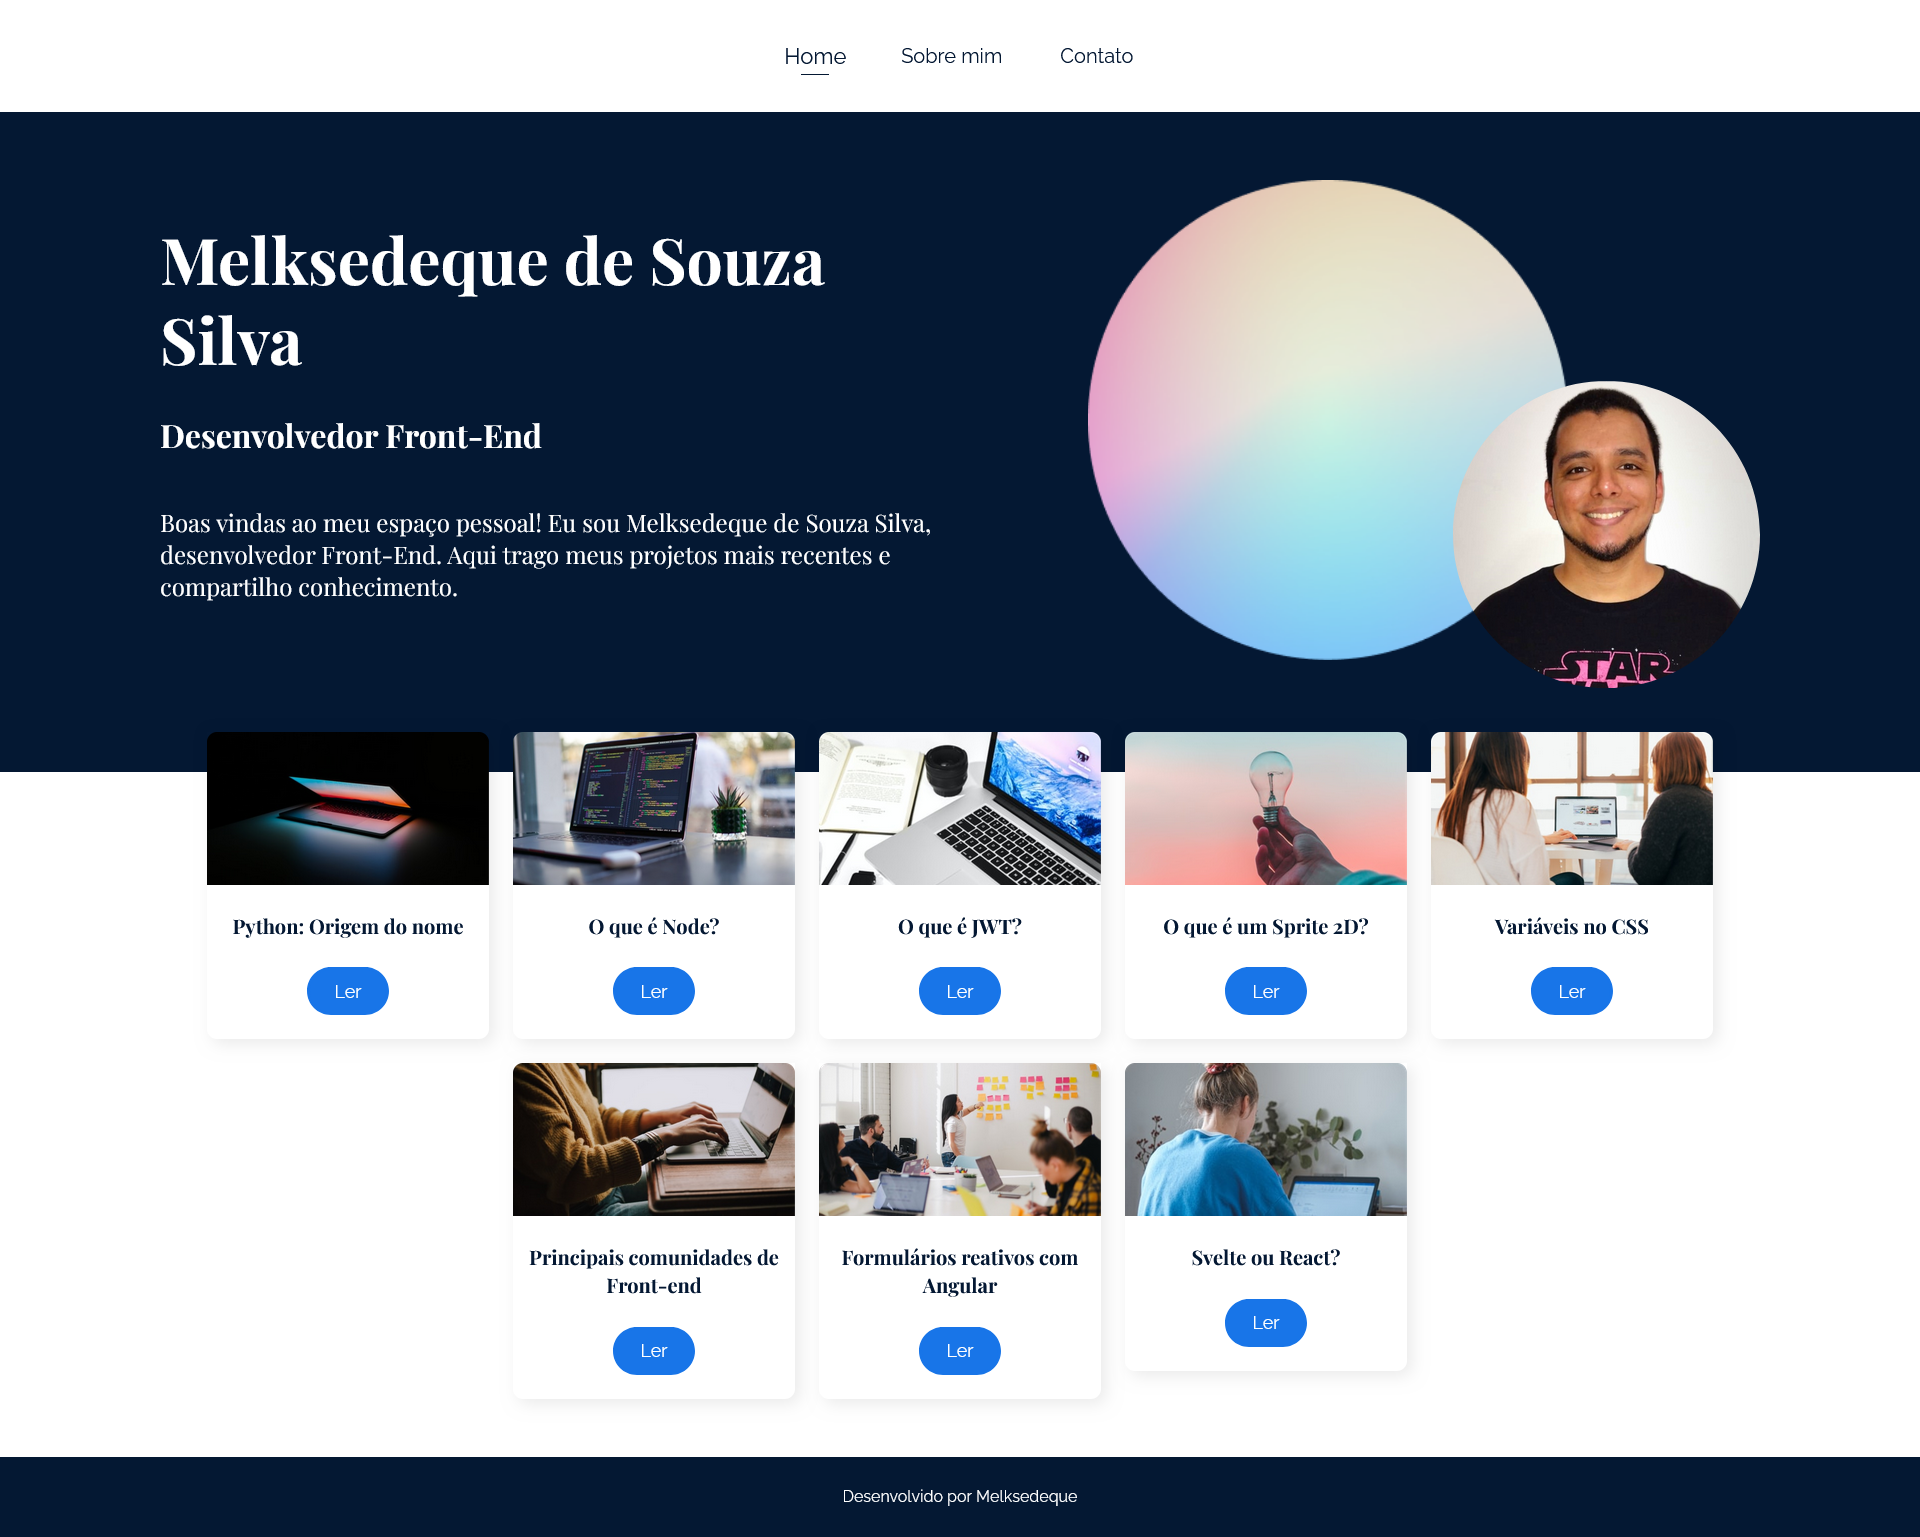 Home
Sobre mim
Contato
Melksedeque de Souza
Silva
Desenvolvedor Front-End
Boas vindas ao meu espaço pessoal! Eu sou Melksedeque de Souza Silva,
desenvolvedor Front-End. Aqui trago meus projetos mais recentes e
compartilho conhecimento.
STAR
Python: Origem do nome
Ler
O que é Node?
Ler
O que é JWT?
Ler
O que é um Sprite 2D?
Ler
Variáveis no CSS
Ler
Principais comunidades de
Front-end
Ler
Formulários reativos com
Angular
Ler
Svelte ou React?
Ler
Desenvolvido por Melksedeque